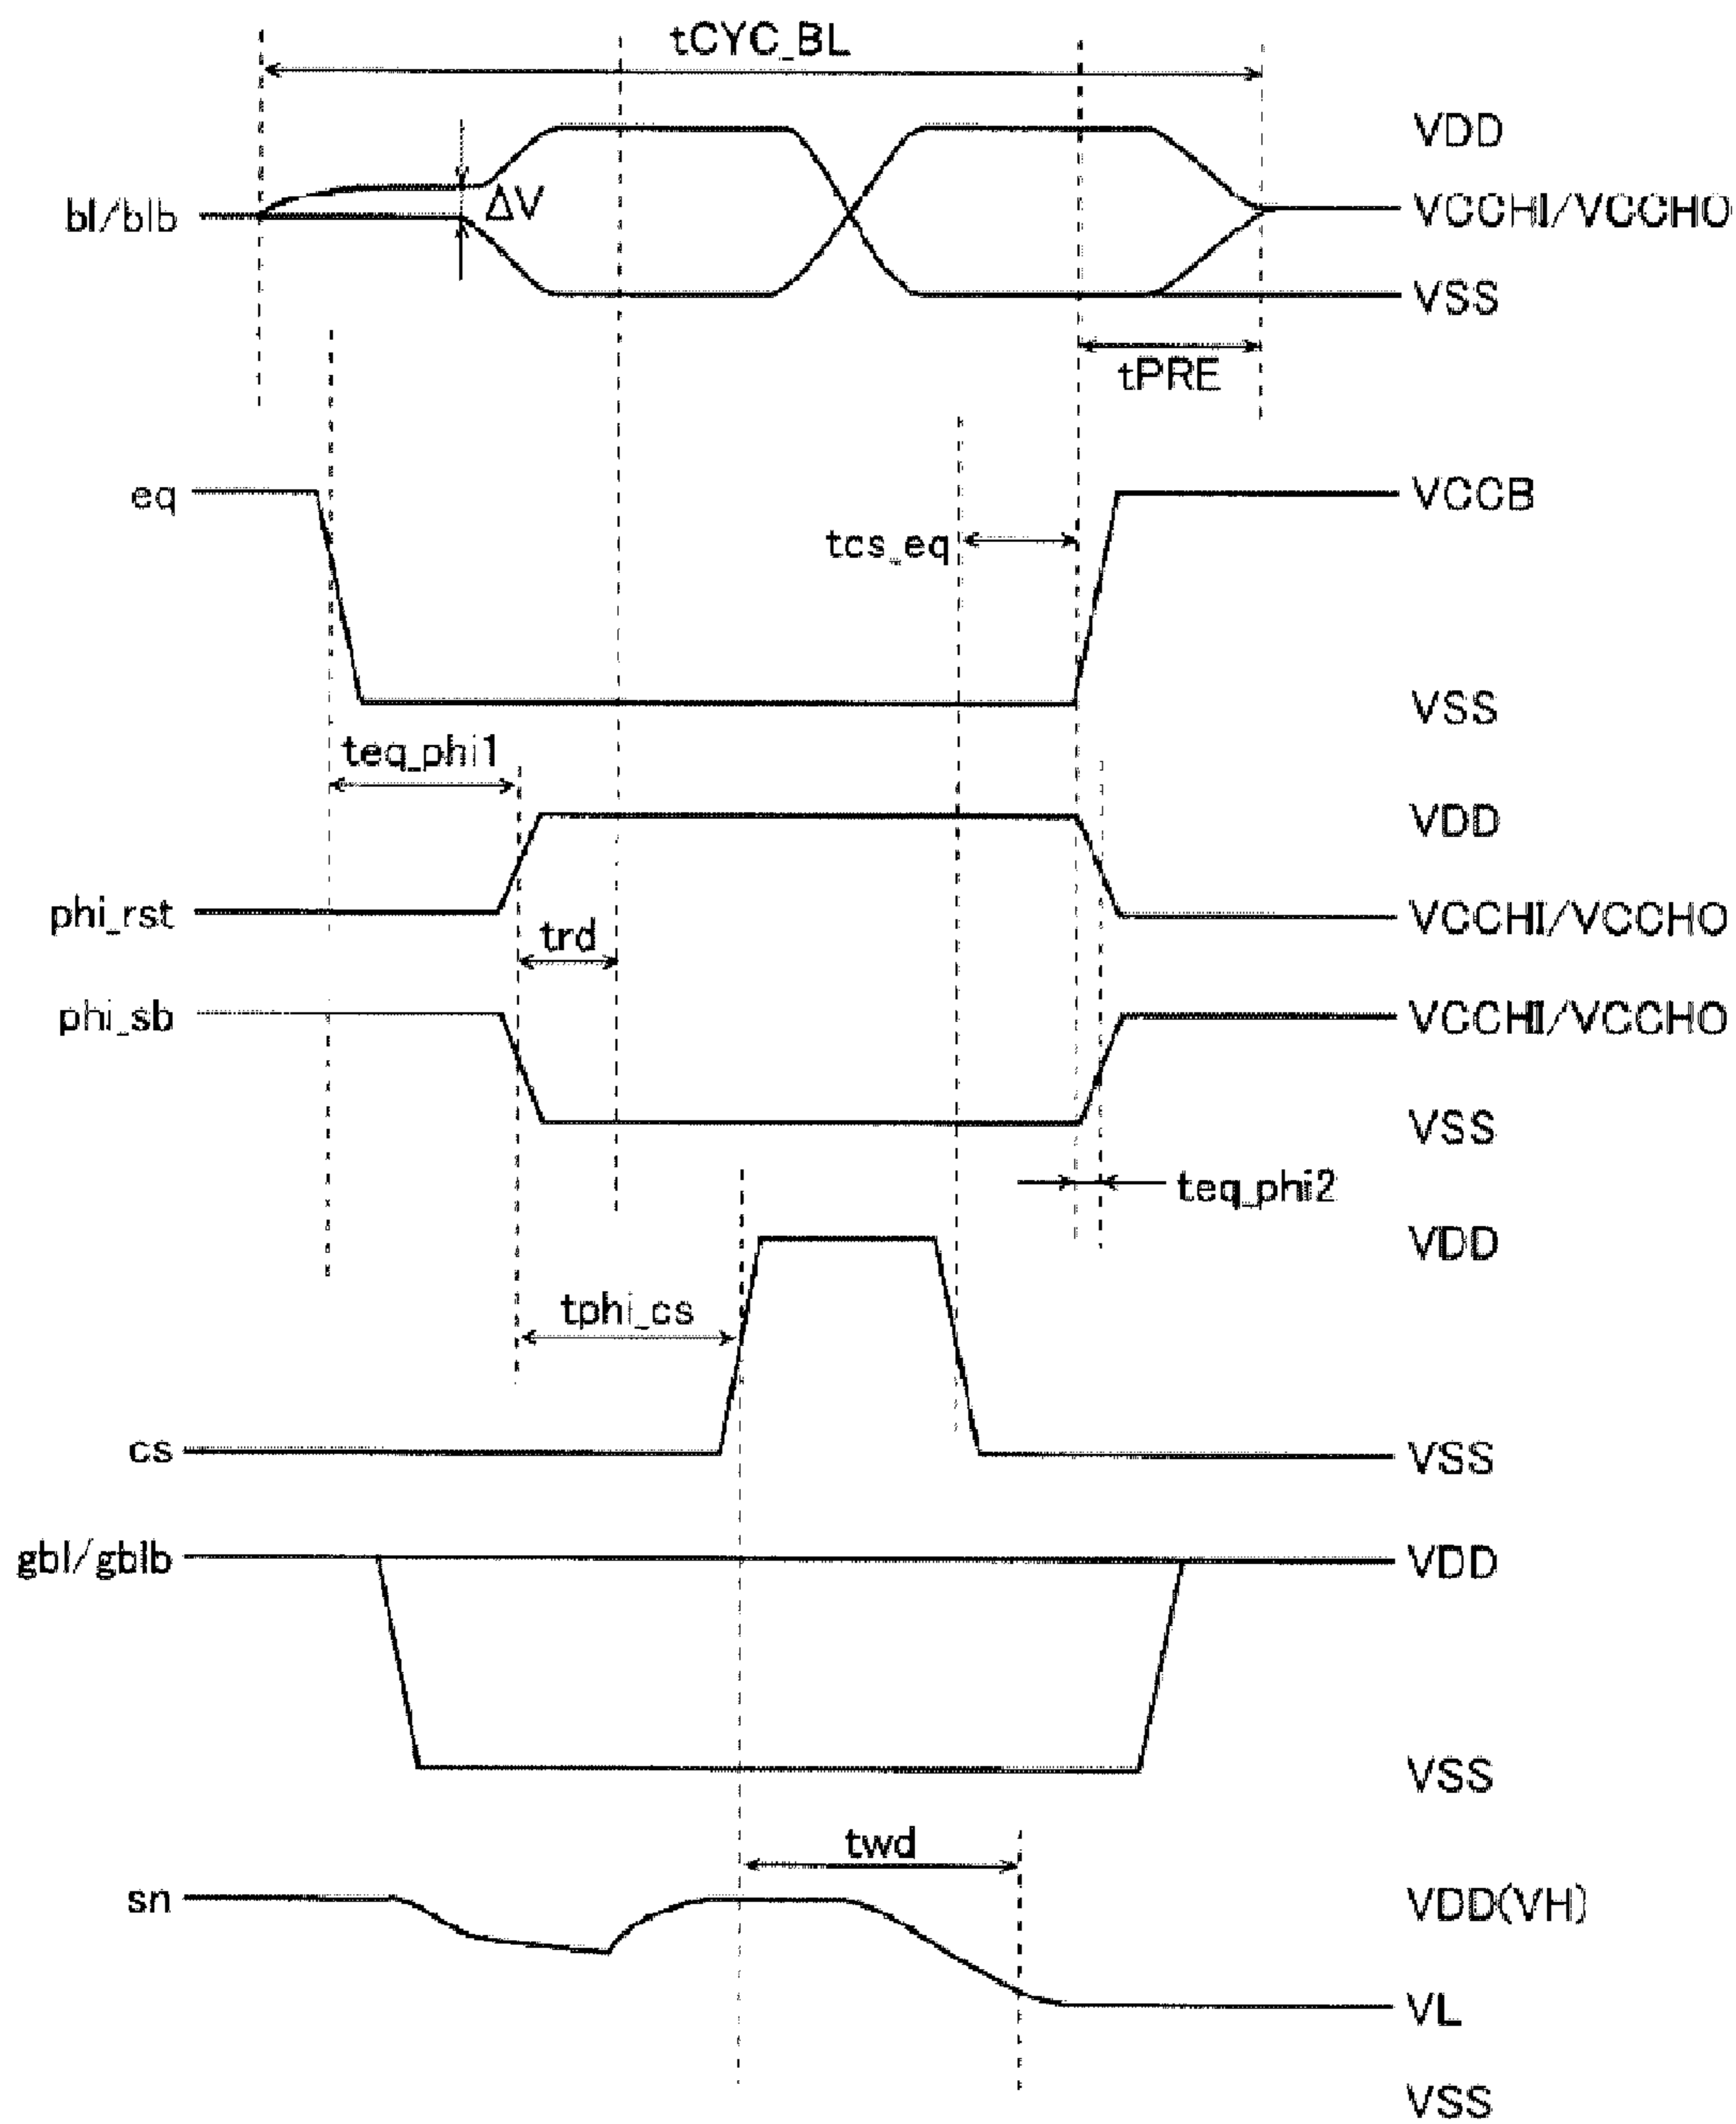 tCYC_BL
VDD
ΔV
bl/blb
VCCHI/VCCHO
VSS
tPRE
eq
VCCB
tcs_eq
VSS
teq_phi1
VDD
phi_rst
VCCHI/VCCHO
trd
phi_sb
VCCHI/VCCHO
VSS
teq_phi2
VDD
tphi_cs
cs
VSS
gbl/gblb
VDD
VSS
twd
sn
VDD(VH)
VL
VSS